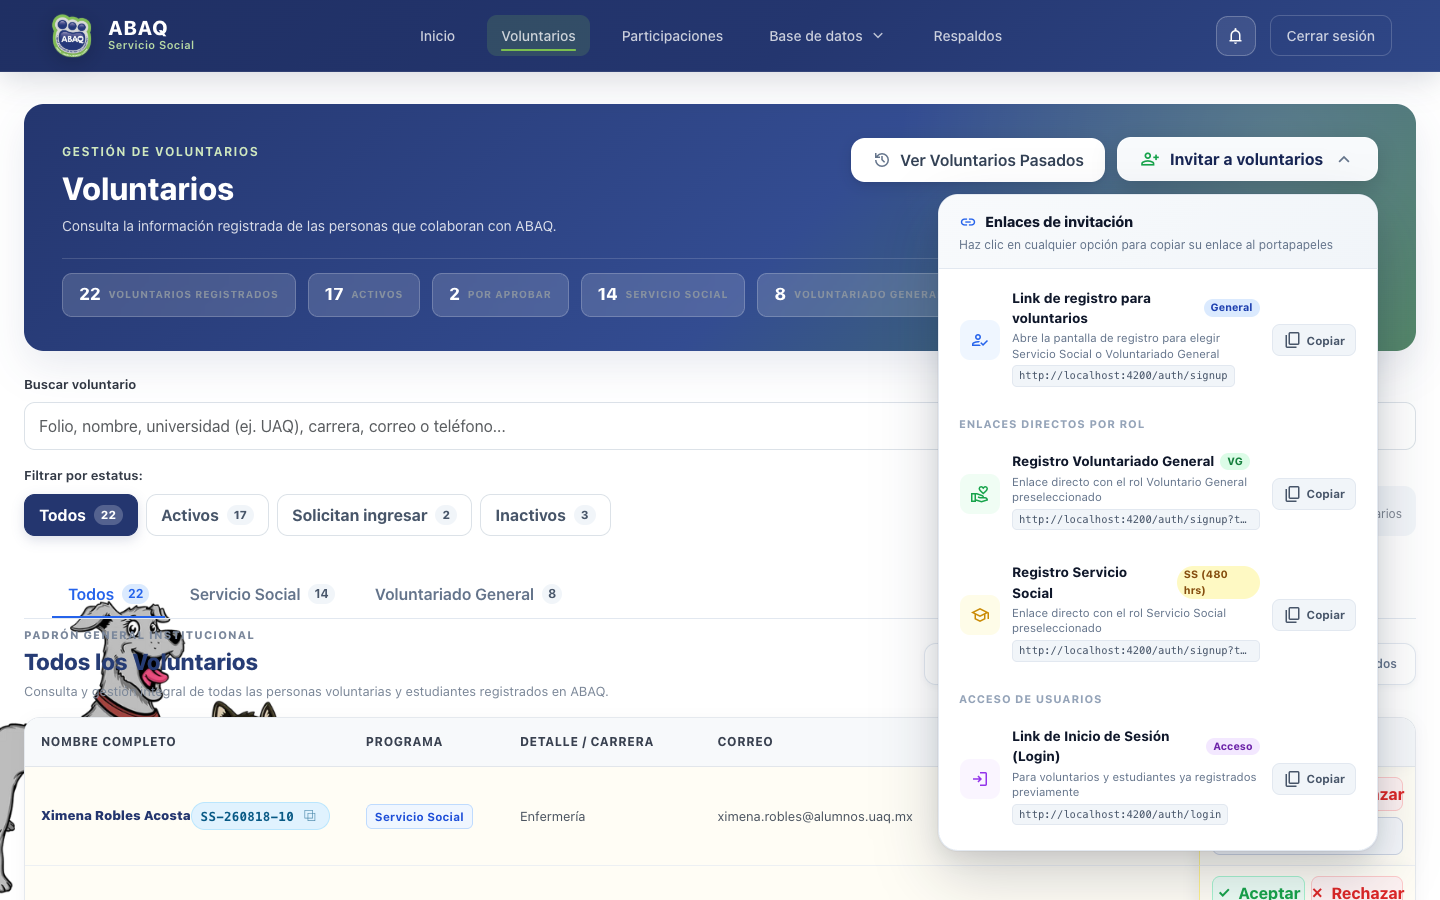 ABAQ
Servicio Social
Inicio
Voluntarios
Participaciones
Base de datos
Respaldos
Cerrar sesión
GESTIÓN DE VOLUNTARIOS
Voluntarios
Consulta la información registrada de las personas que colaboran con ABAQ.
Ver Voluntarios Pasados
Invitar a voluntarios
22 VOLUNTARIOS REGISTRADOS
17 ACTIVOS
2 POR APROBAR
14 SERVICIO SOCIAL
8 VOLUNTARIADO GENERA
Enlaces de invitación
Haz clic en cualquier opción para copiar su enlace al portapapeles
Link de registro para voluntarios
General
Abre la pantalla de registro para elegir
Servicio Social o Voluntariado General
http://localhost:4200/auth/signup
Copiar
ENLACES DIRECTOS POR ROL
Registro Voluntariado General
VG
Enlace directo con el rol Voluntario General
preseleccionado
http://localhost:4200/auth/signup?t…
Copiar
Registro Servicio
Social
SS (480
hrs)
Enlace directo con el rol Servicio Social
preseleccionado
http://localhost:4200/auth/signup?t…
Copiar
ACCESO DE USUARIOS
Link de Inicio de Sesión
(Login)
Acceso
Para voluntarios y estudiantes ya registrados
previamente
http://localhost:4200/auth/login
Copiar
Buscar voluntario
Folio, nombre, universidad (ej. UAQ), carrera, correo o teléfono...
Filtrar por estatus:
Todos 22
Activos 17
Solicitan ingresar 2
Inactivos 3
arios
Todos 22
Servicio Social 14
Voluntariado General 8
PADRÓN GENERAL INSTITUCIONAL
Todos los Voluntarios
Consulta y gestión integral de todas las personas voluntarias y estudiantes registrados en ABAQ.
dos
NOMBRE COMPLETO
PROGRAMA
DETALLE / CARRERA
CORREO
Ximena Robles Acosta
SS-260818-10
Servicio Social
Enfermería
ximena.robles@alumnos.uaq.mx
zar
Aceptar
Rechazar